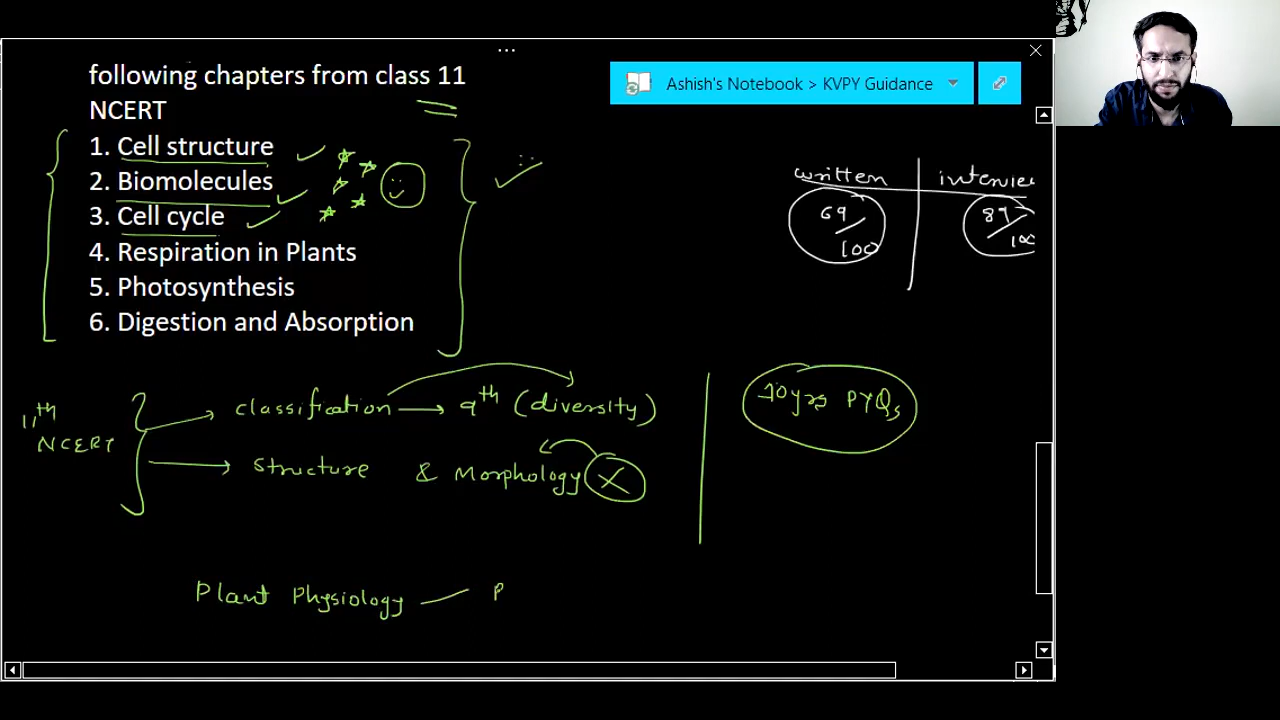 following chapters from class 11
NCERT
1. Cell structure
2. Biomolecules
3. Cell cycle
4. Respiration in Plants
5. Photosynthesis
6. Digestion and Absorption
Ashish's Notebook > KVPY Guidance
written interview
69/100 87/100
11th NCERT
classification → 9th (diversity)
structure & Morphology X
10yrs PYQs
Plant Physiology — P